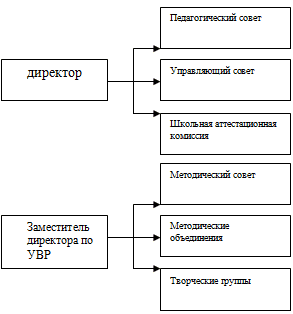 Педагогический совет
директор
Управляющий совет
Школьная аттестационная
комиссия
Методический совет
Заместитель
директора по
УВР
Методические
объединения
Творческие группы